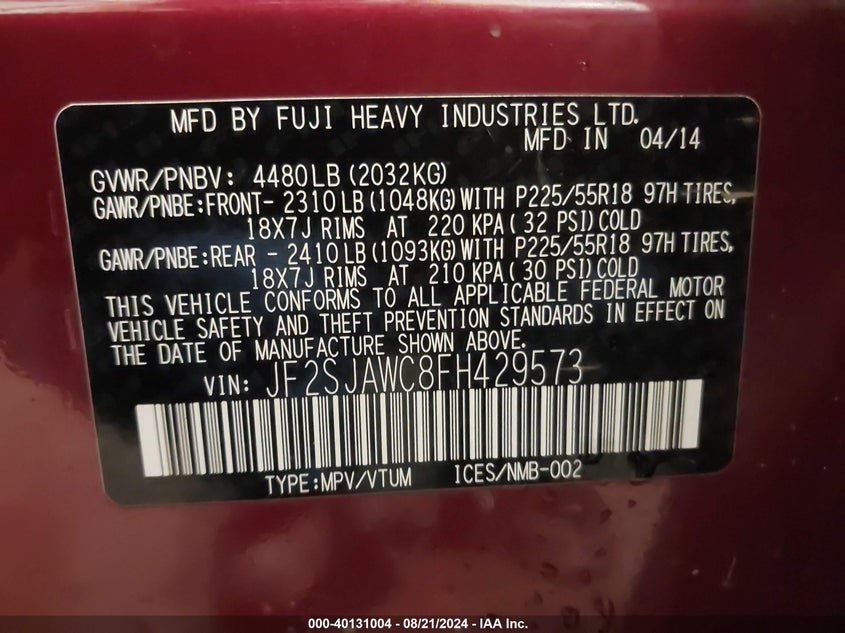 MFD BY FUJI HEAVY INDUSTRIES LTD.
MFD IN 04/14
GVWR/PNBV: 4480LB (2032KG)
GAWR/PNBE:FRONT- 2310LB (1048KG) WITH P225/55R18 97H TIRES,
18X7J RIMS AT 220 KPA ( 32 PSI) COLD
GAWR/PNBE:REAR - 2410LB (1093KG) WITH P225/55R18 97H TIRES,
18X7J RIMS AT 210 KPA ( 30 PSI) COLD
THIS VEHICLE CONFORMS TO ALL APPLICABLE FEDERAL MOTOR
VEHICLE SAFETY AND THEFT PREVENTION STANDARDS IN EFFECT ON
THE DATE OF MANUFACTURE SHOWN ABOVE.
VIN: JF2SJAWC8FH429573
TYPE:MPV/VTUM ICES/NMB-002
000-40131004 - 08/21/2024 - IAA Inc.